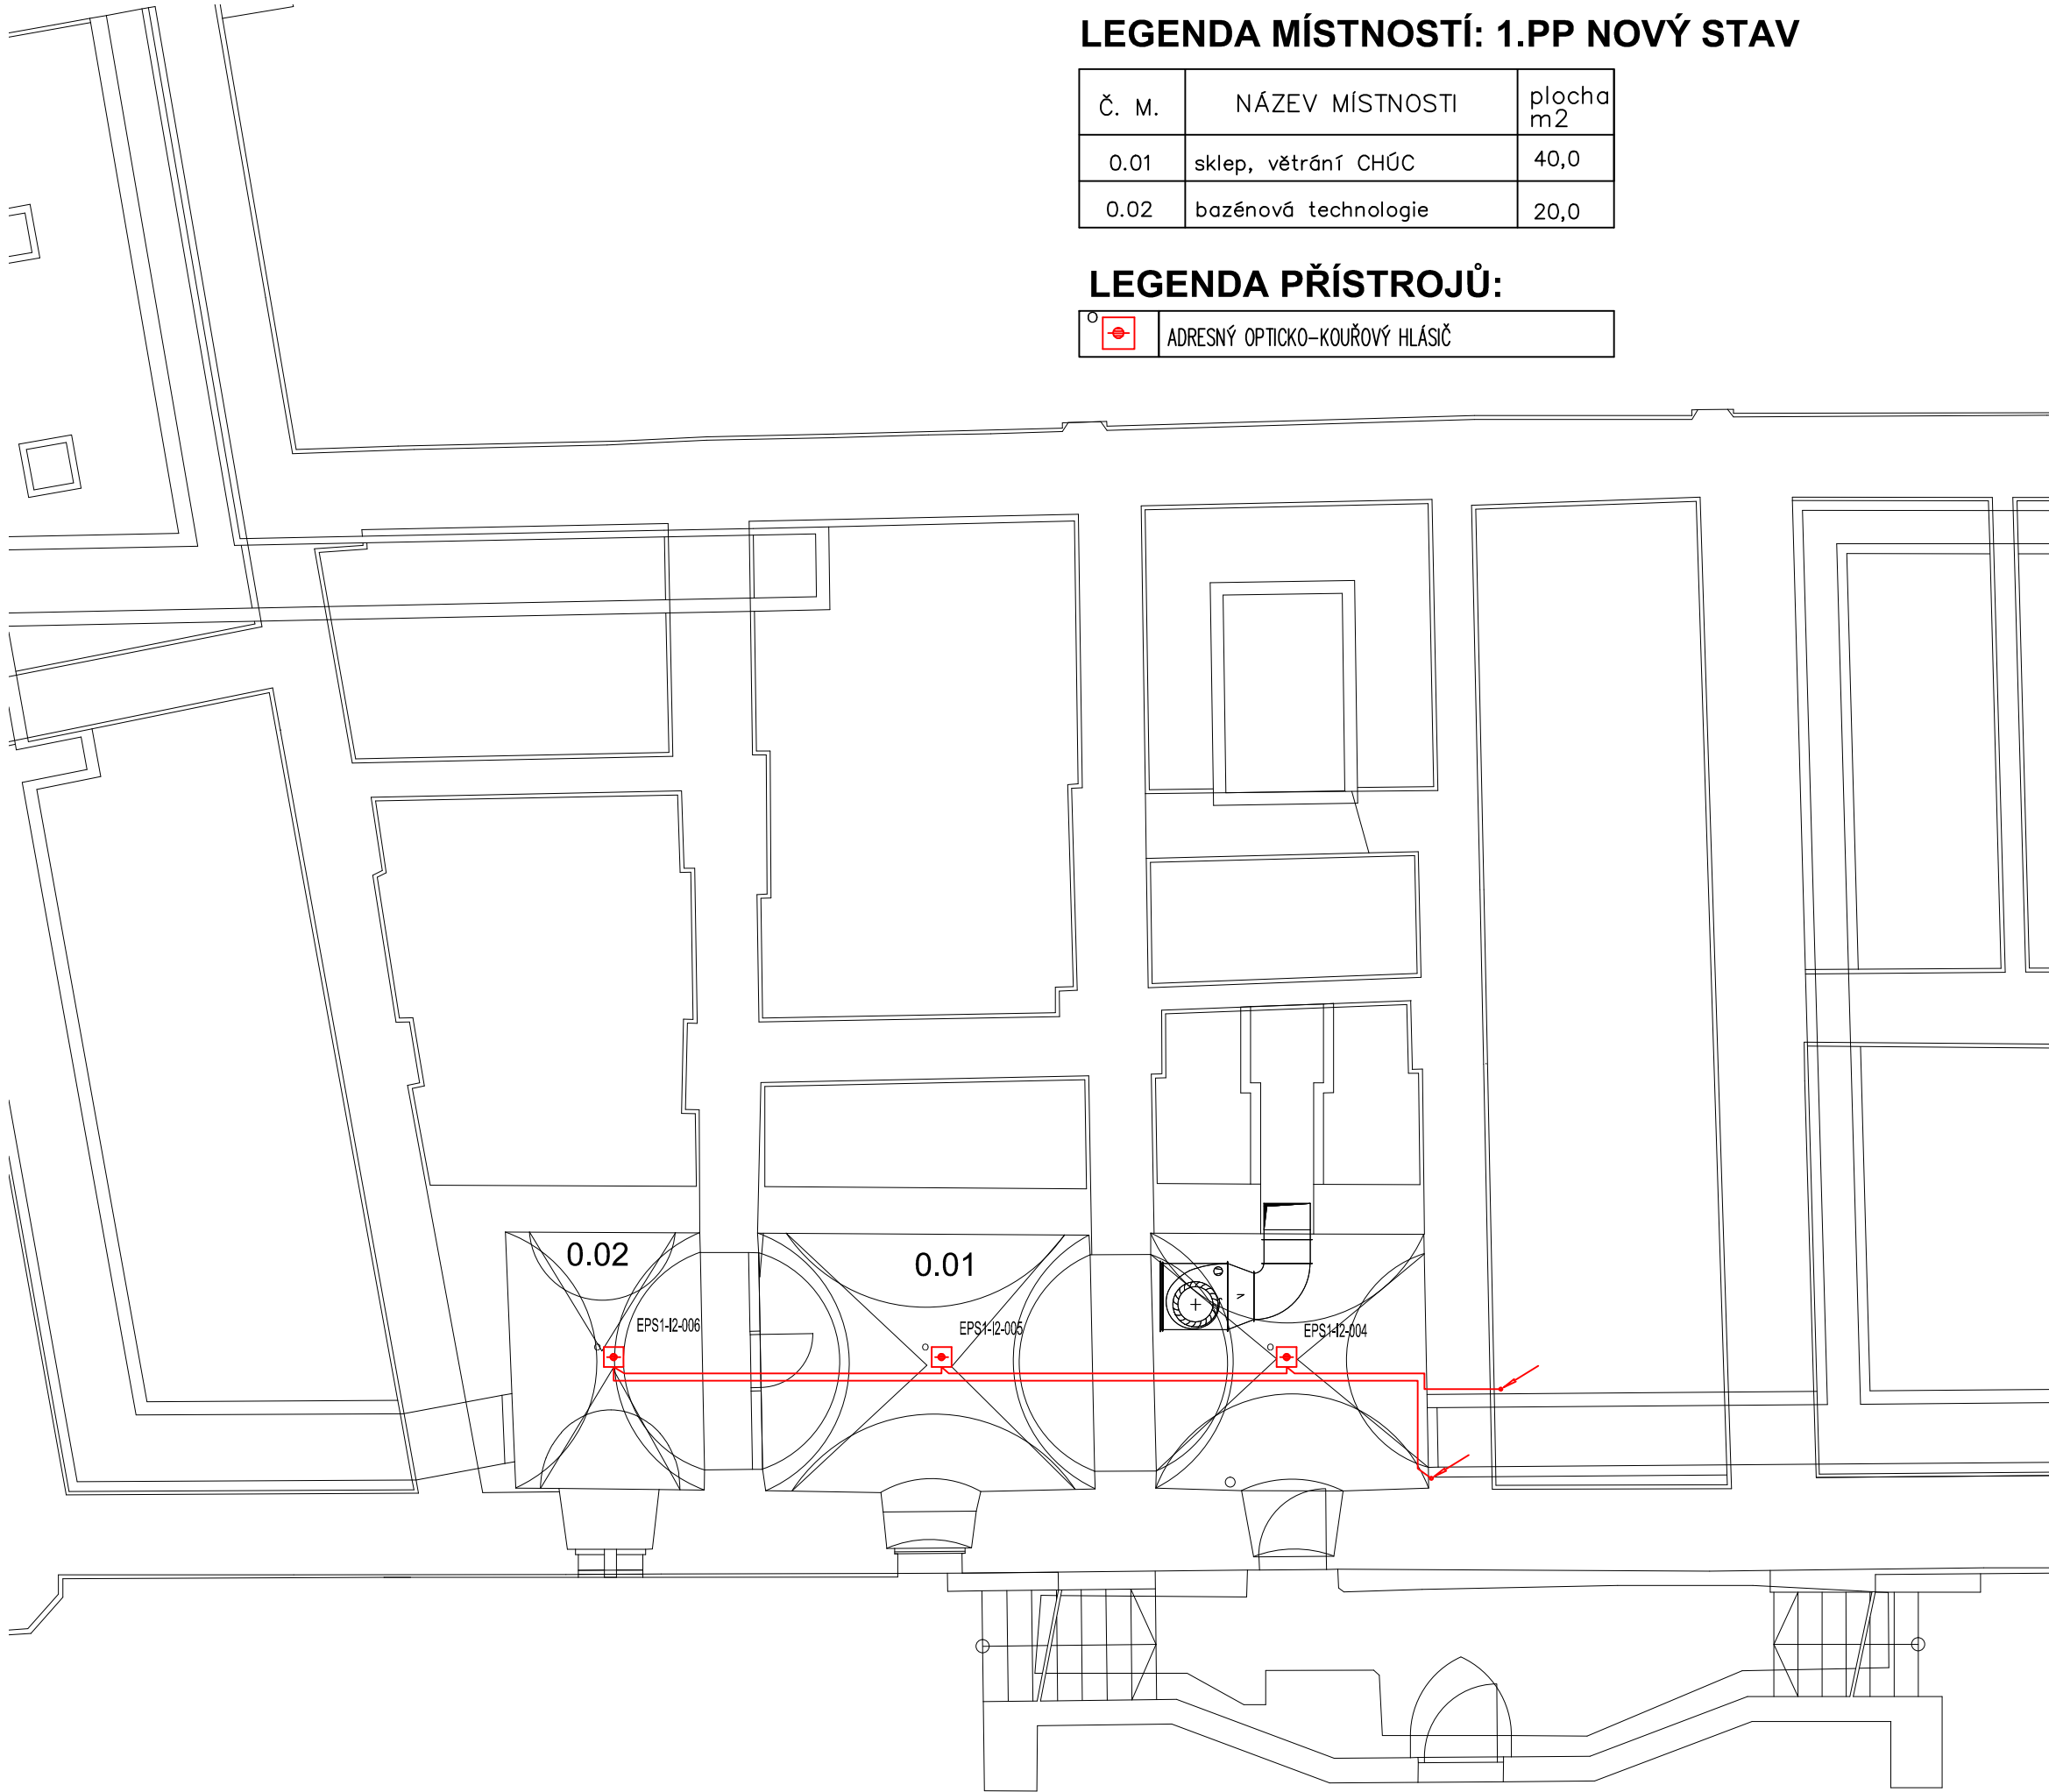 LEGENDA MÍSTNOSTÍ: 1.PP NOVÝ STAV
Č. M. NÁZEV MÍSTNOSTI plocha
m2
0.01 sklep, větrání CHÚC 40,0
0.02 bazénová technologie 20,0
LEGENDA PŘÍSTROJŮ:
O ADRESNÝ OPTICKO-KOUŘOVÝ HLÁSIČ
0.02 0.01
EPS1-I2-006 EPS1-I2-005 EPS1-I2-004
O O O